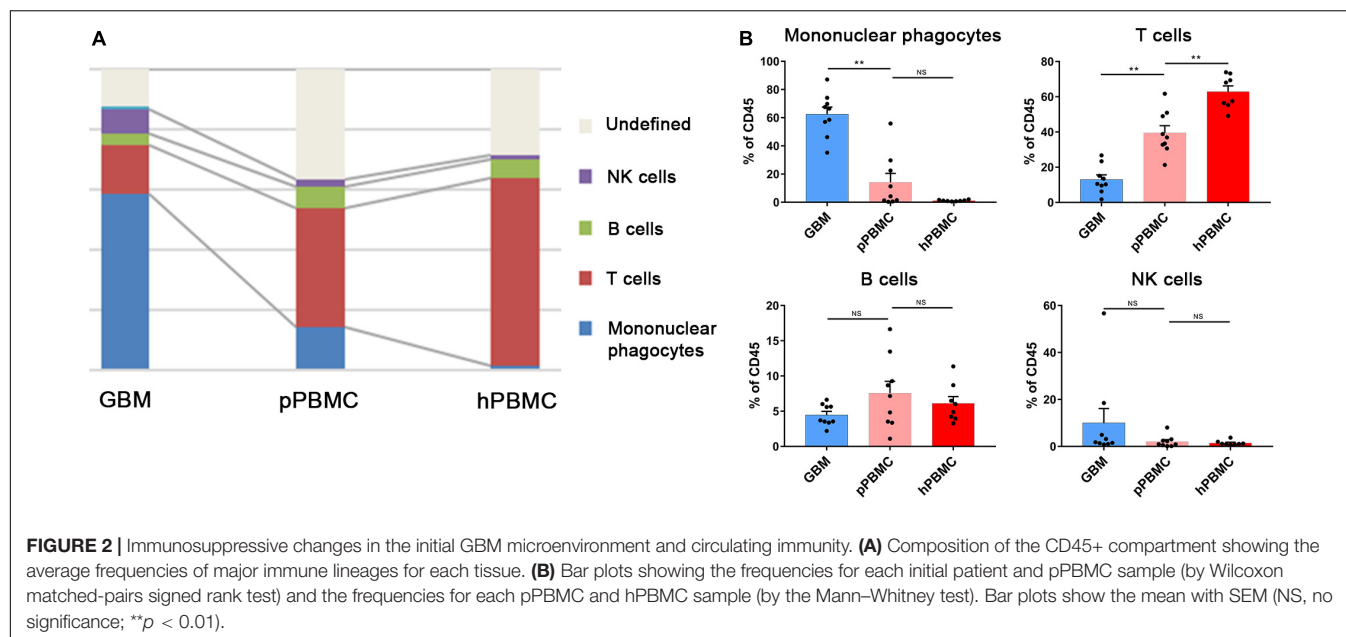 A
Undefined
NK cells
B cells
T cells
Mononuclear
phagocytes
GBM pPBMC hPBMC
B
Mononuclear phagocytes
% of CD45
100
80
60
40
20
0
**
NS
GBM pPBMC hPBMC
T cells
% of CD45
80
60
40
20
0
**
**
GBM pPBMC hPBMC
B cells
% of CD45
20
15
10
5
0
NS
NS
GBM pPBMC hPBMC
NK cells
% of CD45
60
40
20
0
NS
NS
GBM pPBMC hPBMC
FIGURE 2 | Immunosuppressive changes in the initial GBM microenvironment and circulating immunity. (A) Composition of the CD45+ compartment showing the
average frequencies of major immune lineages for each tissue. (B) Bar plots showing the frequencies for each initial patient and pPBMC sample (by Wilcoxon
matched-pairs signed rank test) and the frequencies for each pPBMC and hPBMC sample (by the Mann–Whitney test). Bar plots show the mean with SEM (NS, no
significance; **p < 0.01).